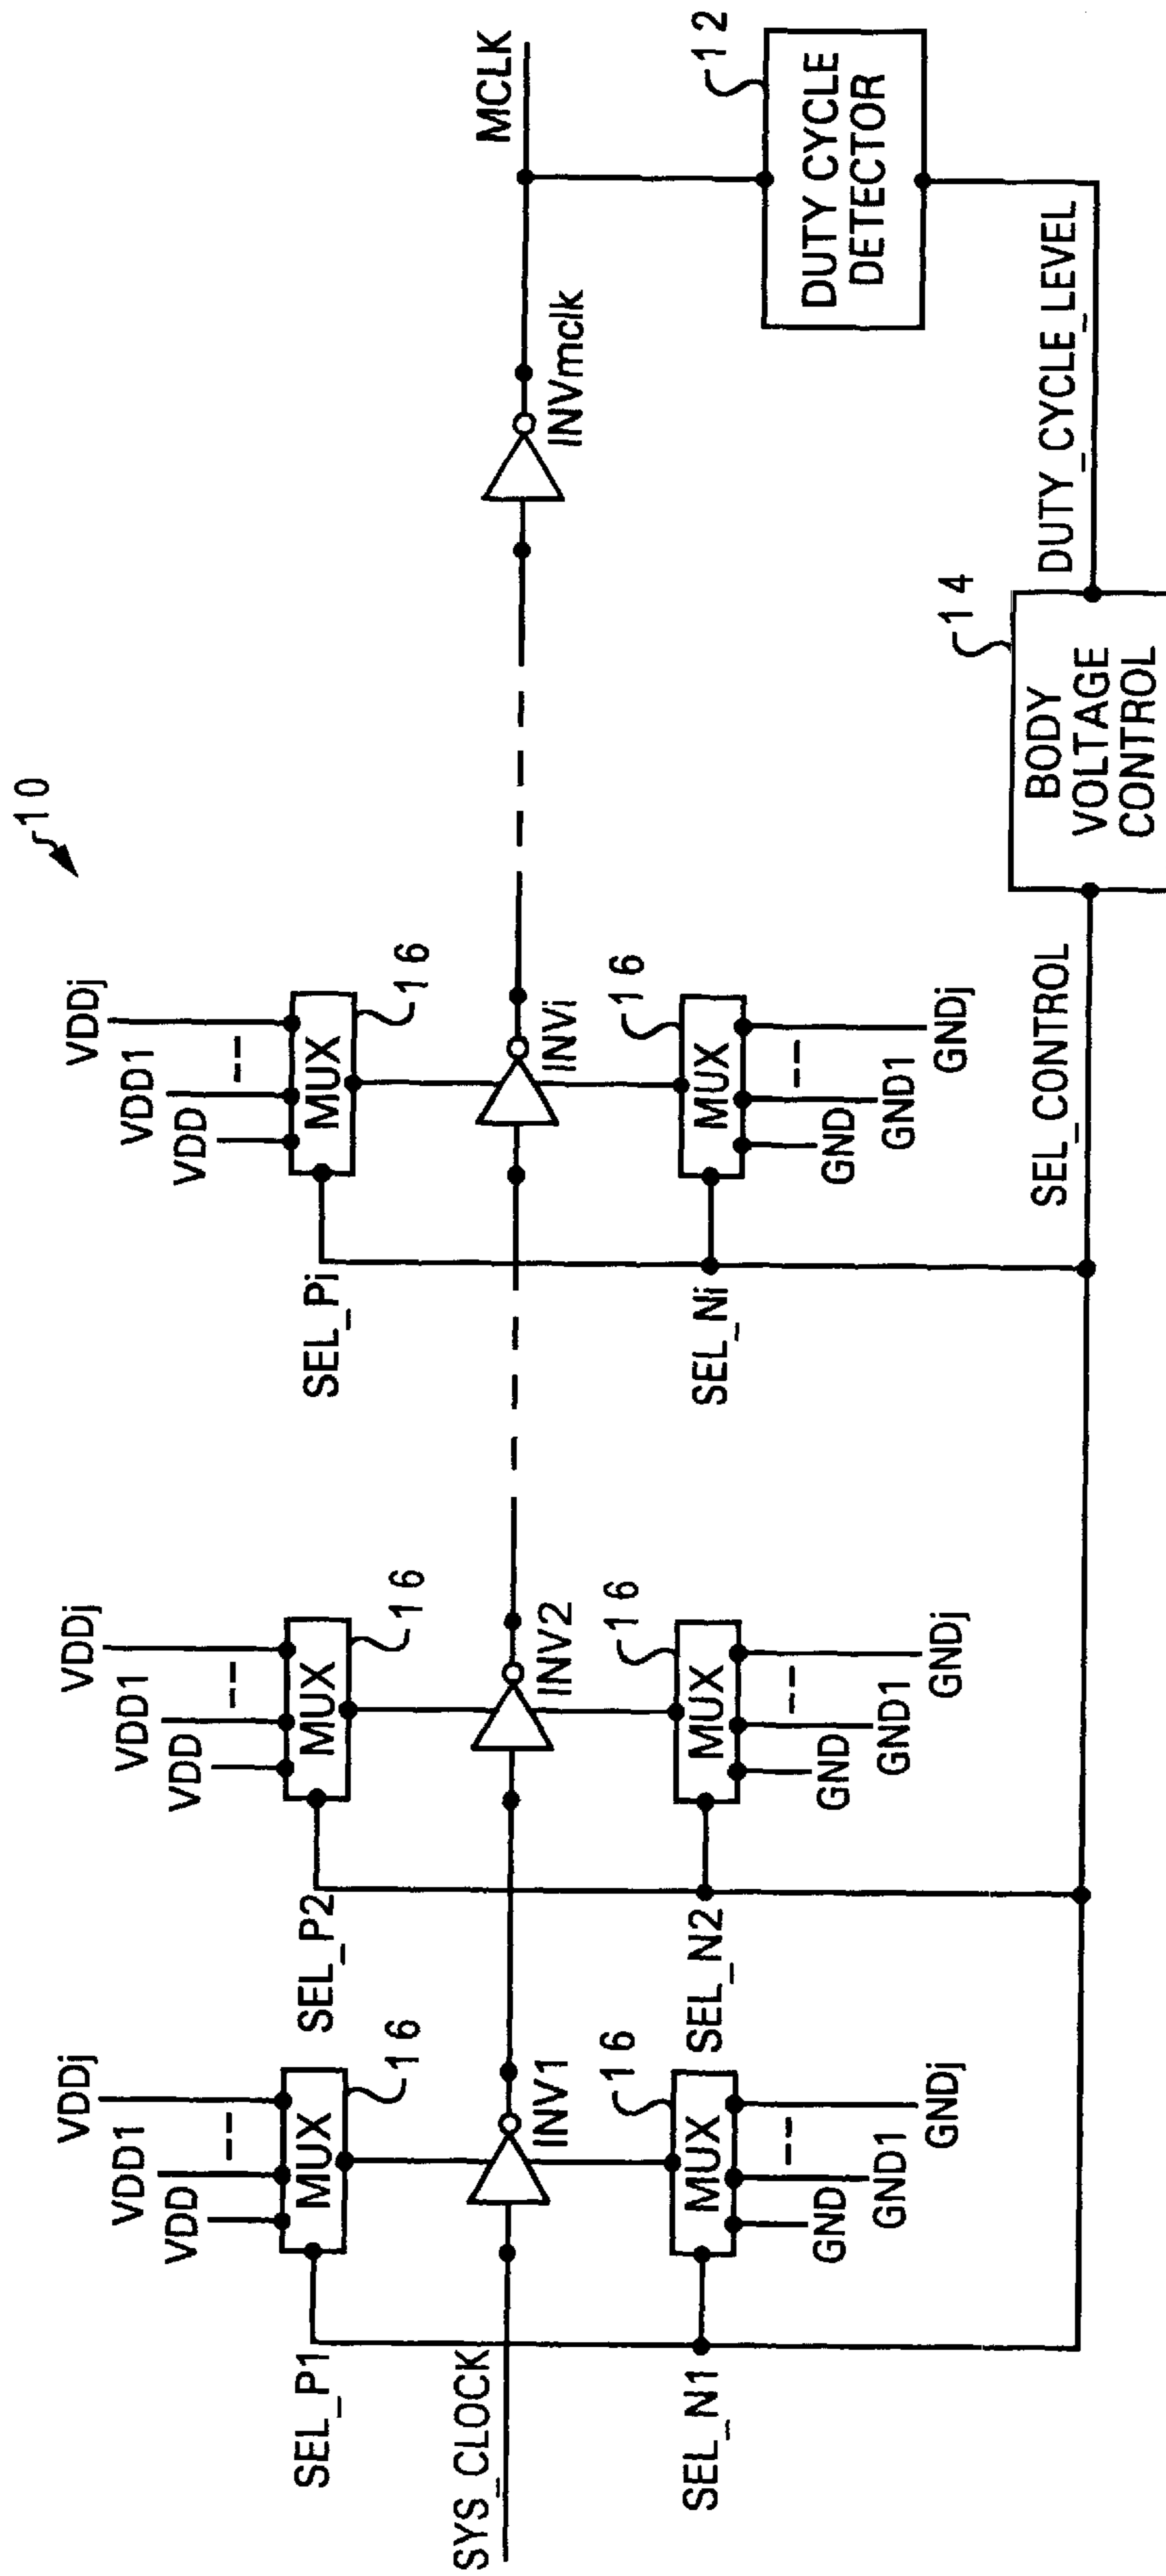 10
VDDj
VDD1
VDD
MUX
16
SEL_P1
VDDj
VDD1
VDD
MUX
16
SEL_P2
VDDj
VDD1
VDD
MUX
16
SEL_Pi
SYS_CLOCK
INV1
INV2
INVi
INVmclk
MCLK
16
MUX
GND
GND1
GNDj
SEL_N1
16
MUX
GND
GND1
GNDj
SEL_N2
16
MUX
GND
GND1
GNDj
SEL_Ni
12
DUTY CYCLE
DETECTOR
DUTY_CYCLE_LEVEL
14
BODY
VOLTAGE
CONTROL
SEL_CONTROL